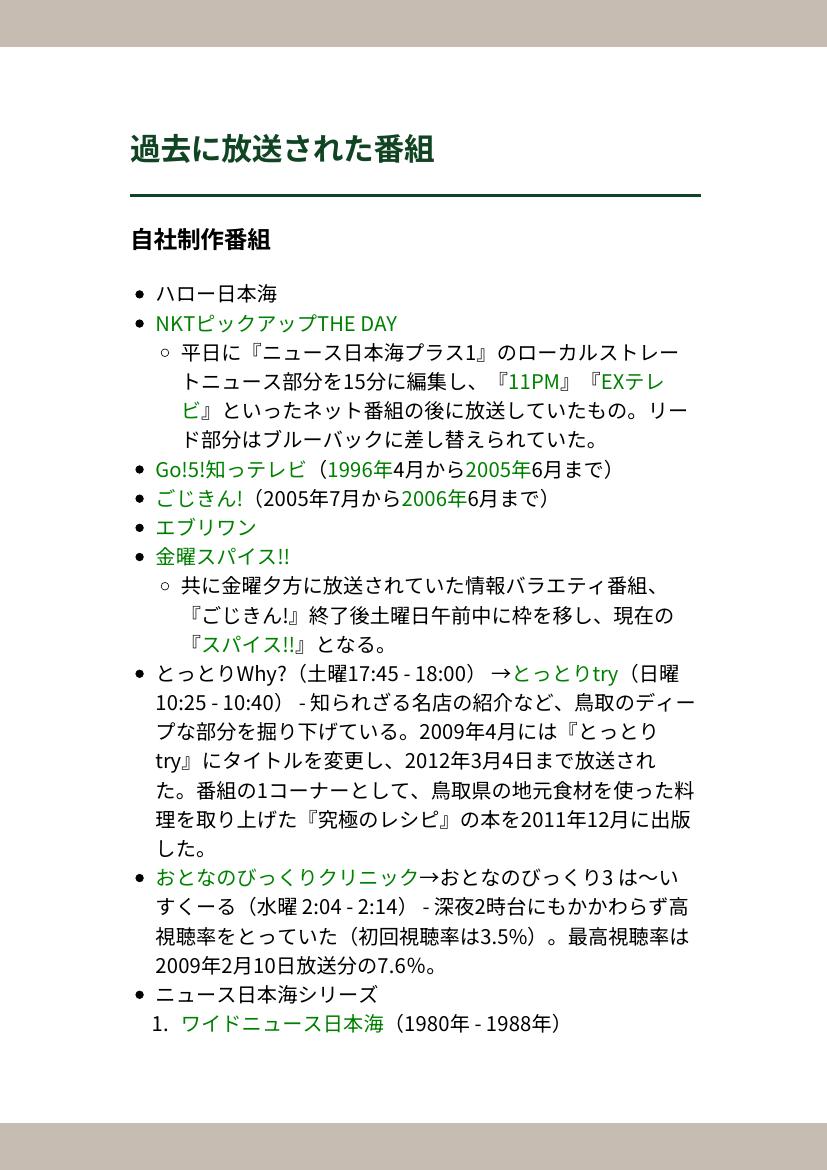 過去に放送された番組
自社制作番組
• ハロー日本海
• NKTピックアップTHE DAY
◦ 平日に『ニュース日本海プラス1』のローカルストレー
トニュース部分を15分に編集し、『11PM』『EXテレ
ビ』といったネット番組の後に放送していたもの。リー
ド部分はブルーバックに差し替えられていた。
• Go!5!知っテレビ（1996年4月から2005年6月まで）
• ごじきん!（2005年7月から2006年6月まで）
• エブリワン
• 金曜スパイス!!
◦ 共に金曜夕方に放送されていた情報バラエティ番組、
『ごじきん!』終了後土曜日午前中に枠を移し、現在の
『スパイス!!』となる。
• とっとりWhy?（土曜17:45 - 18:00） →とっとりtry（日曜
10:25 - 10:40） - 知られざる名店の紹介など、鳥取のディー
プな部分を掘り下げている。2009年4月には『とっとり
try』にタイトルを変更し、2012年3月4日まで放送され
た。番組の1コーナーとして、鳥取県の地元食材を使った料
理を取り上げた『究極のレシピ』の本を2011年12月に出版
した。
• おとなのびっくりクリニック→おとなのびっくり3 は〜い
すくーる（水曜 2:04 - 2:14） - 深夜2時台にもかかわらず高
視聴率をとっていた（初回視聴率は3.5%）。最高視聴率は
2009年2月10日放送分の7.6％。
• ニュース日本海シリーズ
1. ワイドニュース日本海（1980年 - 1988年）